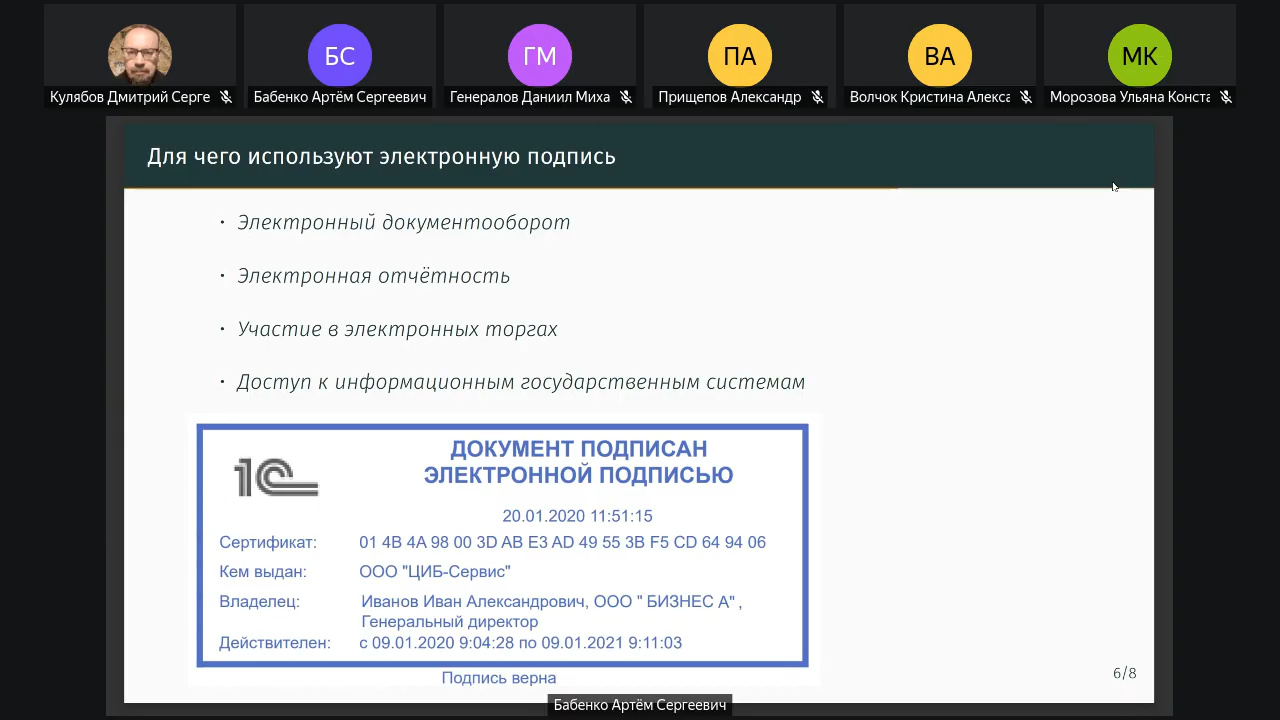 БС
ГМ
ПА
ВА
МК
Кулябов Дмитрий Серге
Бабенко Артём Сергеевич
Генералов Даниил Миха
Прищепов Александр
Волчок Кристина Алекса
Морозова Ульяна Конста
Для чего используют электронную подпись
• Электронный документооборот
• Электронная отчётность
• Участие в электронных торгах
• Доступ к информационным государственным системам
1С
ДОКУМЕНТ ПОДПИСАН
ЭЛЕКТРОННОЙ ПОДПИСЬЮ
20.01.2020 11:51:15
Сертификат: 01 4B 4A 98 00 3D AB E3 AD 49 55 3B F5 CD 64 94 06
Кем выдан: ООО "ЦИБ-Сервис"
Владелец: Иванов Иван Александрович, ООО " БИЗНЕС А" ,
Генеральный директор
Действителен: с 09.01.2020 9:04:28 по 09.01.2021 9:11:03
Подпись верна
6/8
Бабенко Артём Сергеевич